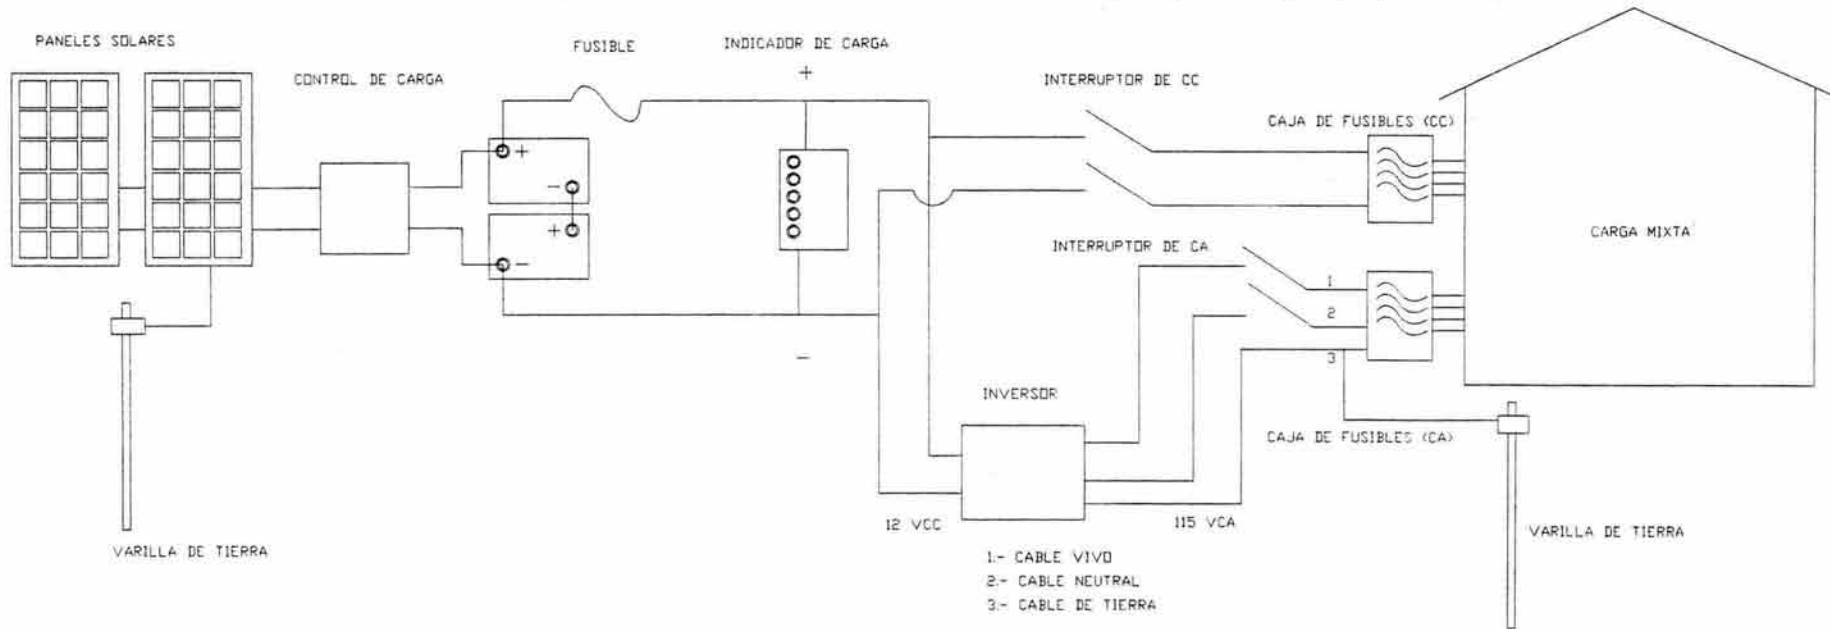 PANELES SOLARES
CONTROL DE CARGA
FUSIBLE
INDICADOR DE CARGA
+
INTERRUPTOR DE CC
CAJA DE FUSIBLES (CC)
+
-
+
-
CARGA MIXTA
INTERRUPTOR DE CA
1
2
3
-
INVERSOR
CAJA DE FUSIBLES (CA)
12 VCC
115 VCA
VARILLA DE TIERRA
VARILLA DE TIERRA
1.- CABLE VIVO
2.- CABLE NEUTRAL
3.- CABLE DE TIERRA